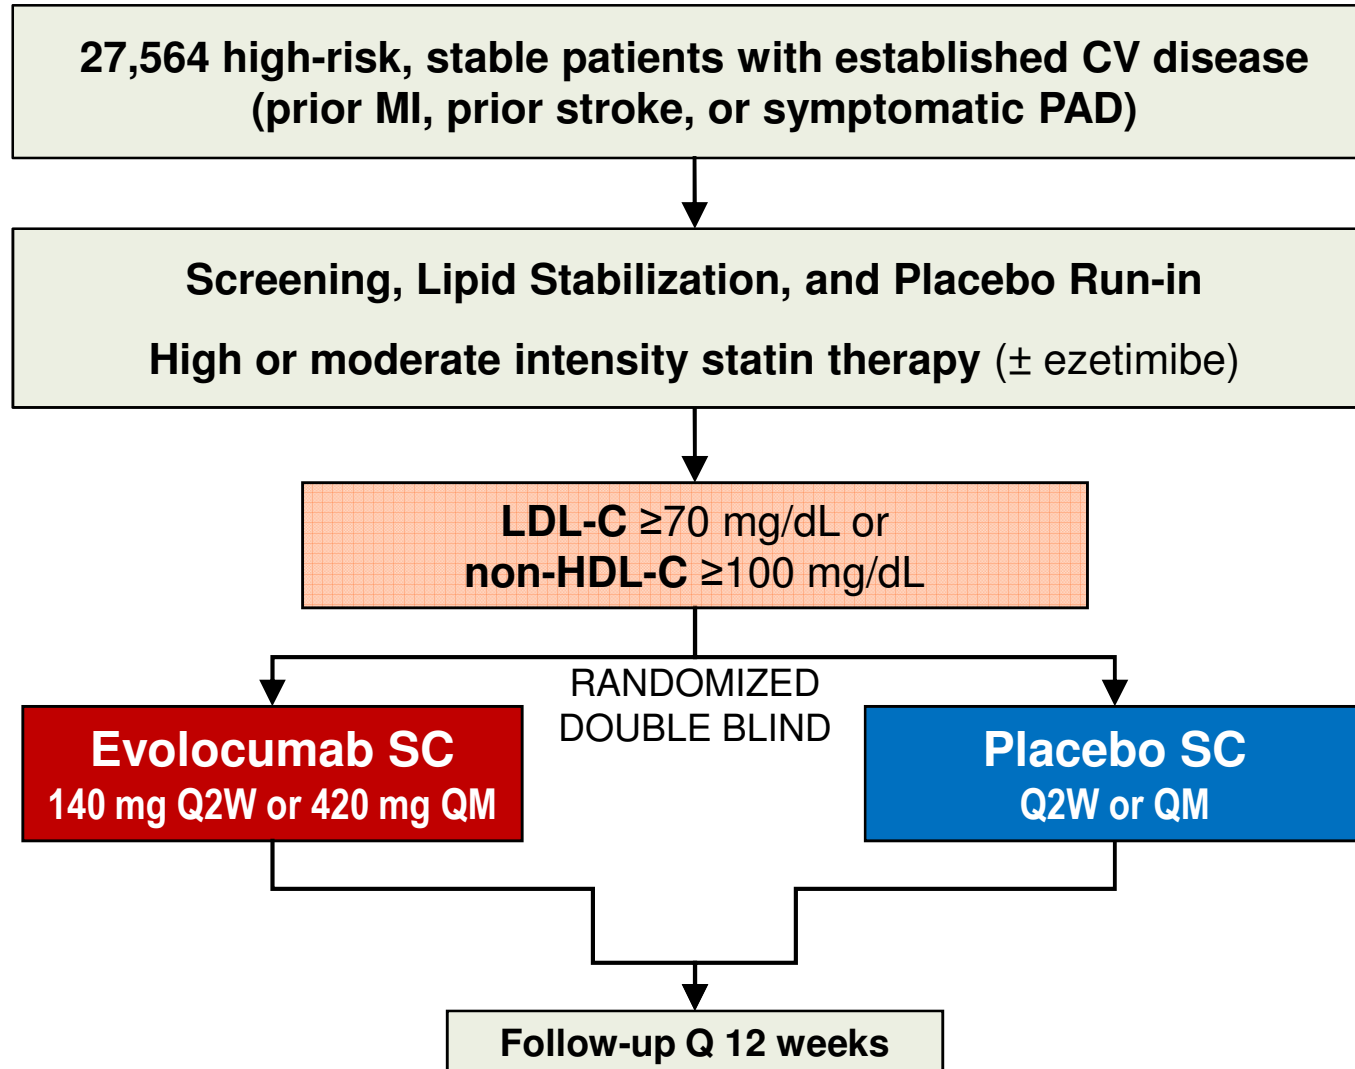 27,564 high-risk, stable patients with established CV disease
(prior MI, prior stroke, or symptomatic PAD)
Screening, Lipid Stabilization, and Placebo Run-in
High or moderate intensity statin therapy (± ezetimibe)
LDL-C ≥70 mg/dL or
non-HDL-C ≥100 mg/dL
RANDOMIZED
DOUBLE BLIND
Evolocumab SC
140 mg Q2W or 420 mg QM
Placebo SC
Q2W or QM
Follow-up Q 12 weeks